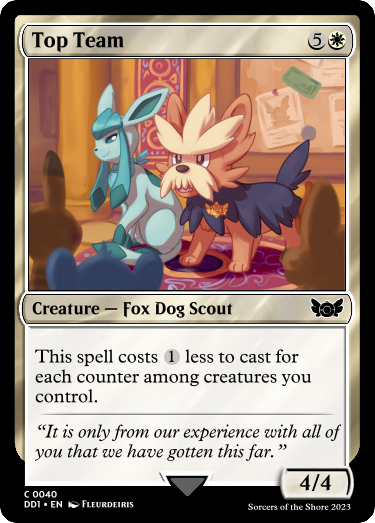 Top Team 5
Creature — Fox Dog Scout
This spell costs 1 less to cast for
each counter among creatures you
control.
“It is only from our experience with all of
you that we have gotten this far.”
4/4
C 0040
DD1 • EN Fleurdeiris
Sorcers of the Shore 2023